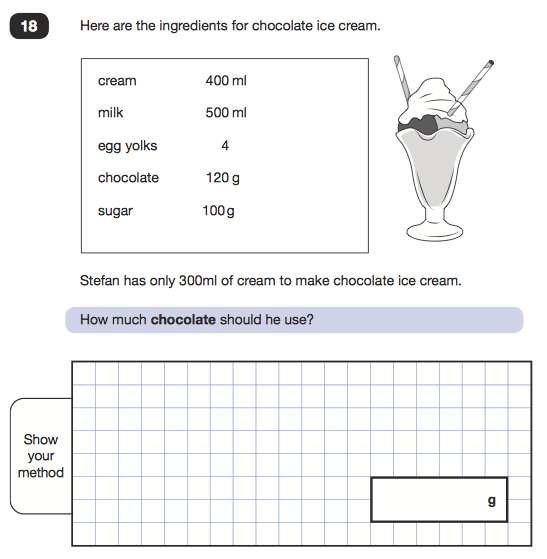 18 Here are the ingredients for chocolate ice cream.
cream 400 ml
milk 500 ml
egg yolks 4
chocolate 120 g
sugar 100 g
Stefan has only 300ml of cream to make chocolate ice cream.
How much chocolate should he use?
Show
your
method
g